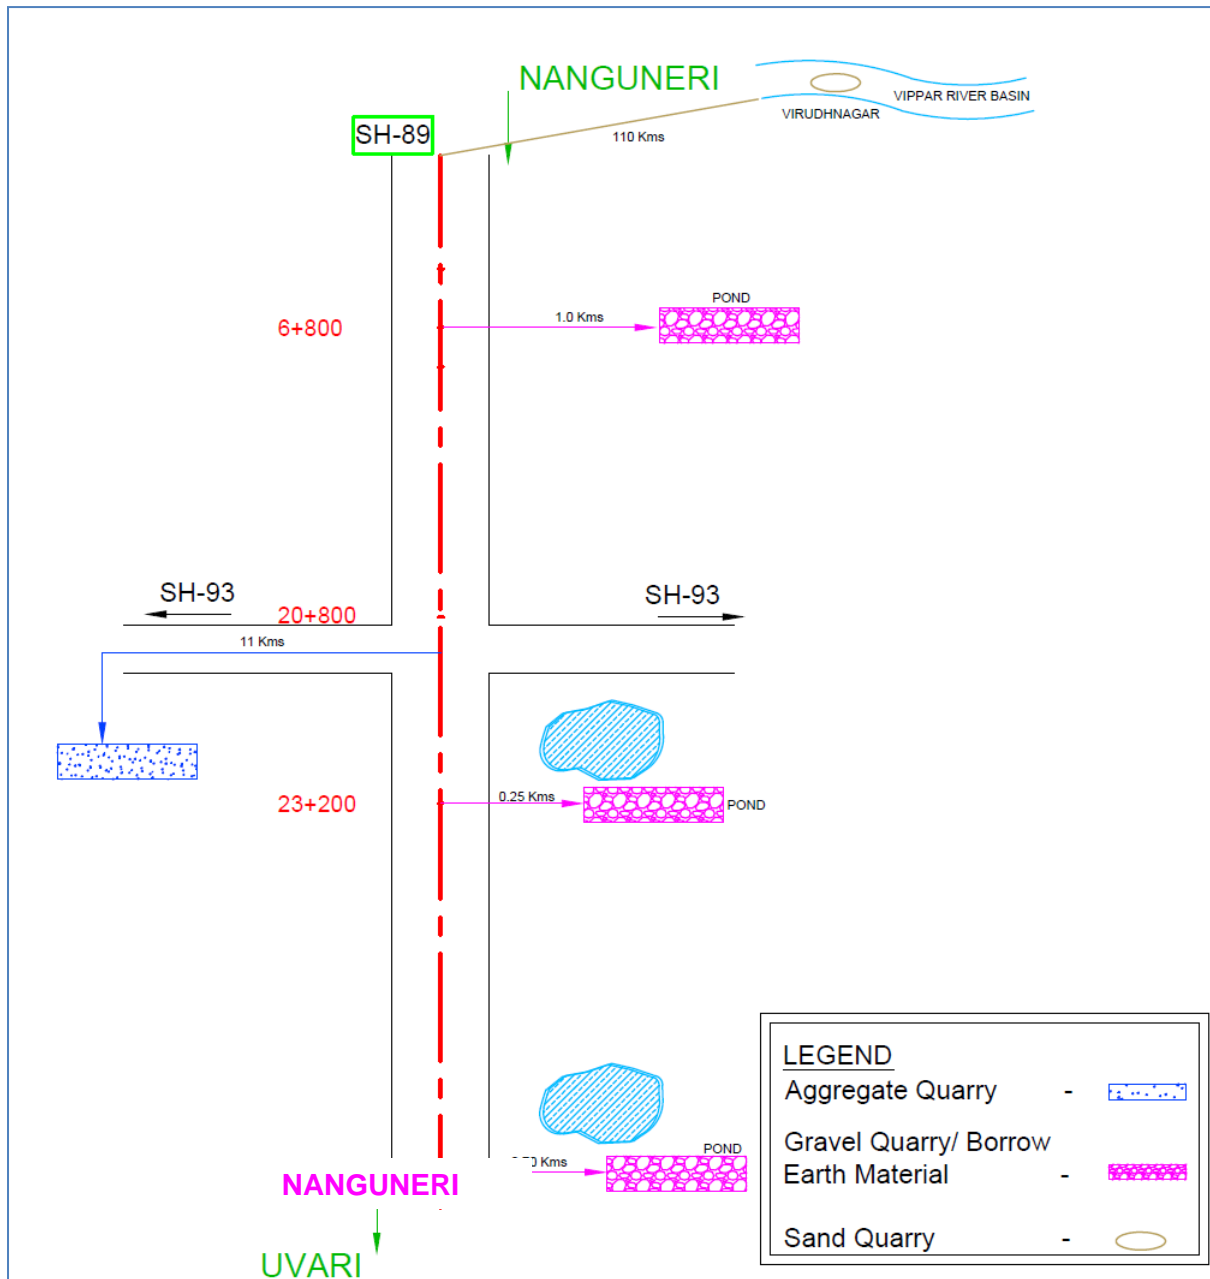 NANGUNERI
SH-89
VIPPAR RIVER BASIN
VIRUDHNAGAR
110 Kms
POND
1.0 Kms
6+800
SH-93
20+800
SH-93
11 Kms
0.25 Kms
23+200
POND
LEGEND
Aggregate Quarry -
Gravel Quarry/ Borrow
Earth Material -
Sand Quarry -
POND
Kms
NANGUNERI
UVARI